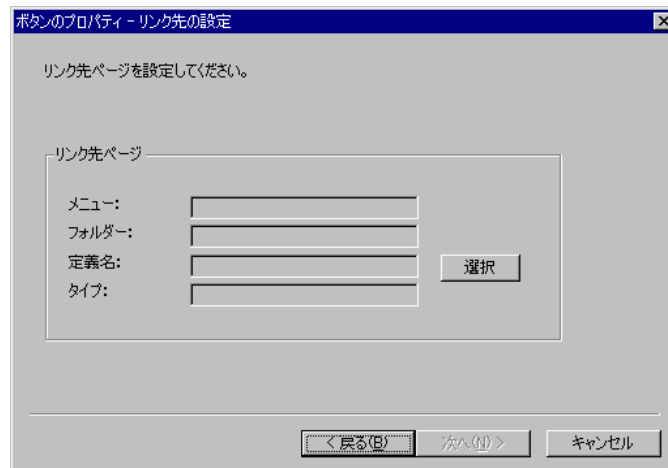 ボタンのプロパティ - リンク先の設定
リンク先ページを設定してください。
リンク先ページ
メニュー:
フォルダー:
定義名:
選択
タイプ:
< 戻る(B)
次へ(N) >
キャンセル